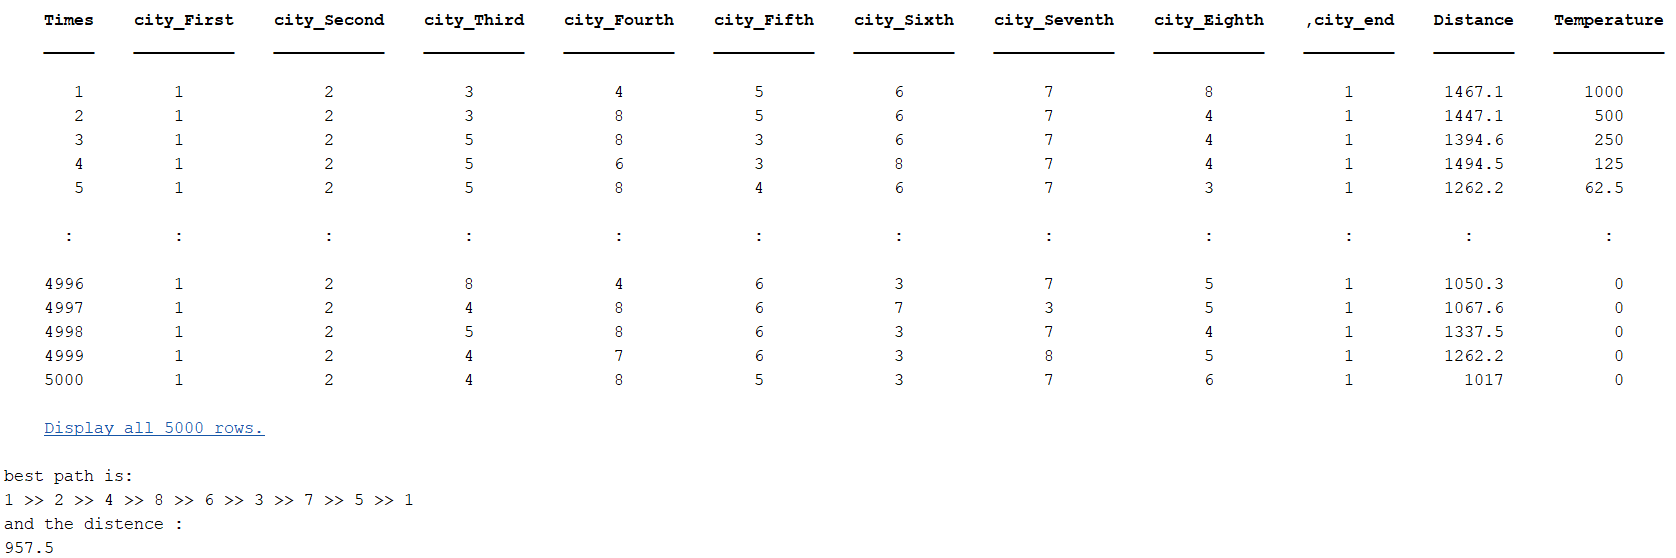 Times city_First city_Second city_Third city_Fourth city_Fifth city_Sixth city_Seventh city_Eighth ,city_end Distance Temperature
1 1 2 3 4 5 6 7 8 1 1467.1 1000
2 1 2 3 8 5 6 7 4 1 1447.1 500
3 1 2 5 8 3 6 7 4 1 1394.6 250
4 1 2 5 6 3 8 7 4 1 1494.5 125
5 1 2 5 8 4 6 7 3 1 1262.2 62.5
: : : : : : : : : : : :
4996 1 2 8 4 6 3 7 5 1 1050.3 0
4997 1 2 4 8 6 7 3 5 1 1067.6 0
4998 1 2 5 8 6 3 7 4 1 1337.5 0
4999 1 2 4 7 6 3 8 5 1 1262.2 0
5000 1 2 4 8 5 3 7 6 1 1017 0
Display all 5000 rows.
best path is:
1 >> 2 >> 4 >> 8 >> 6 >> 3 >> 7 >> 5 >> 1
and the distence :
957.5